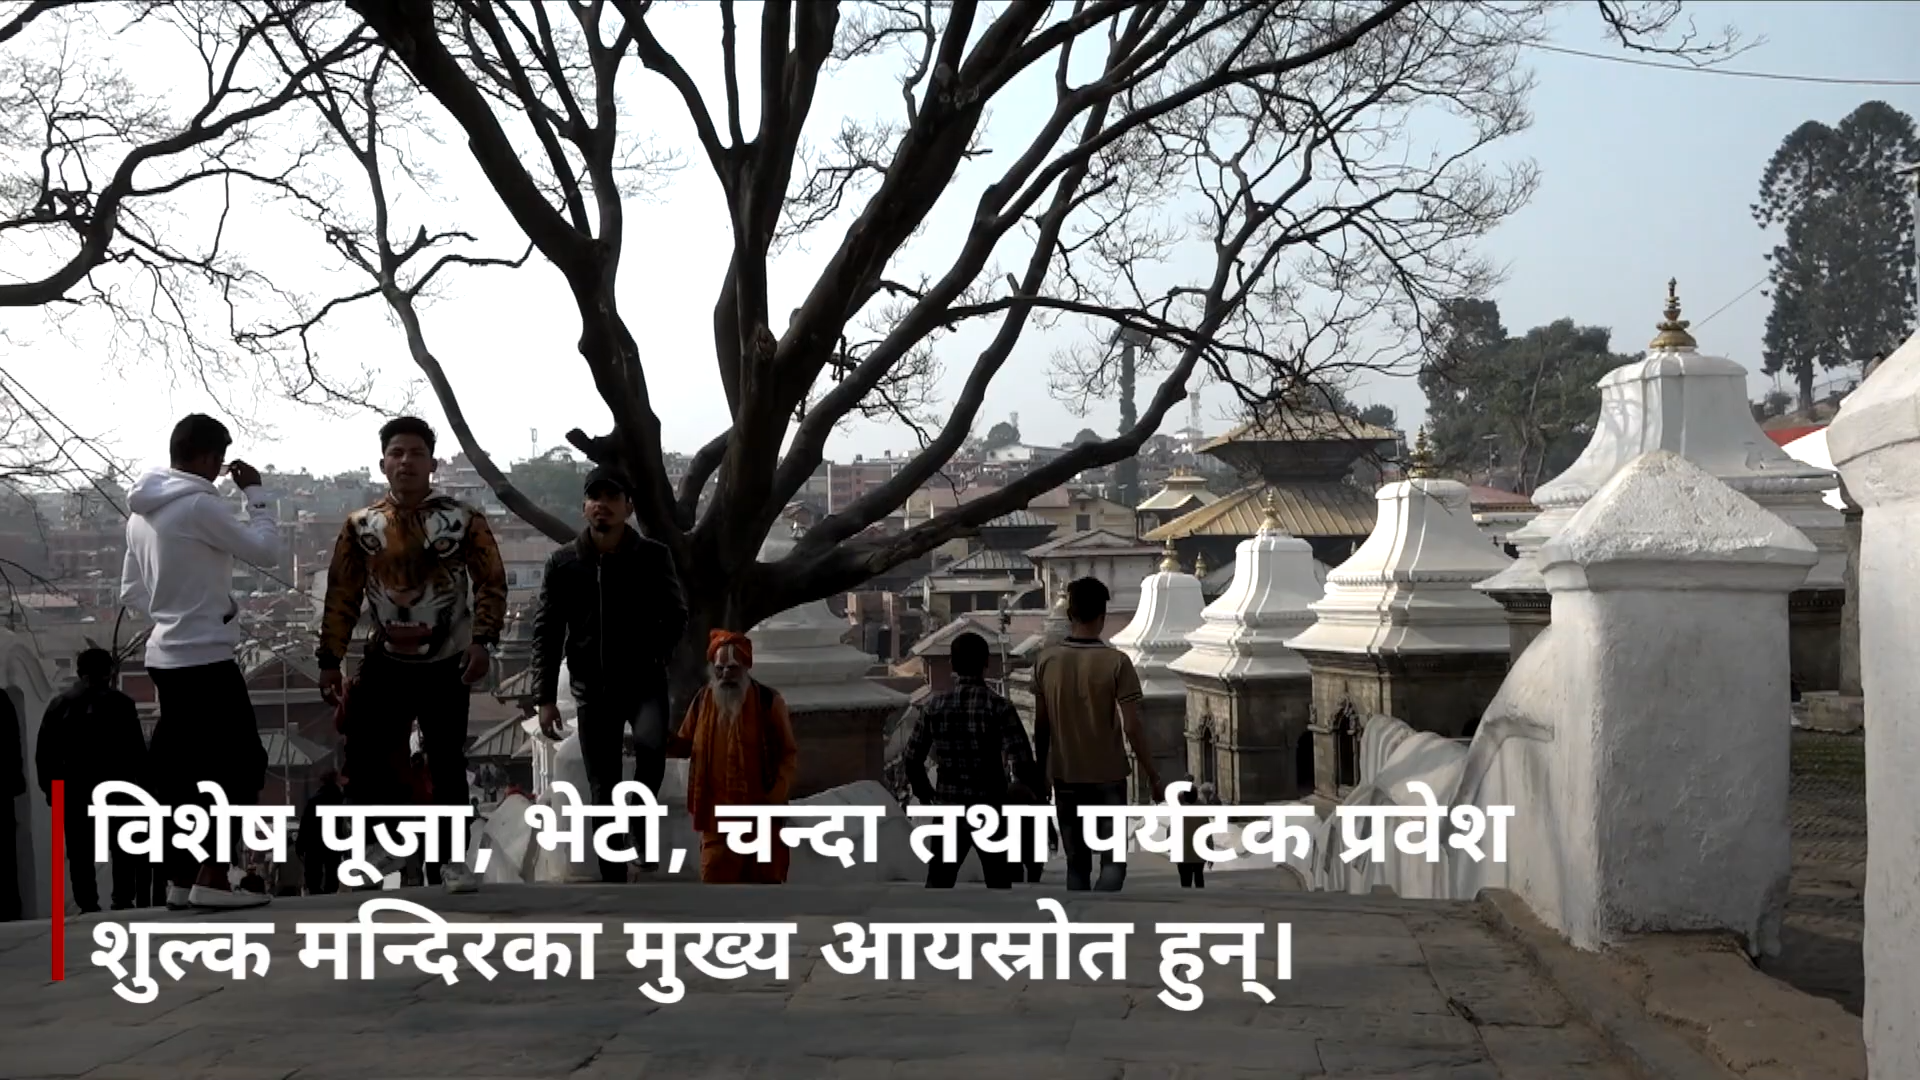 विशेष पूजा, भेटी, चन्दा तथा पर्यटक प्रवेश
शुल्क मन्दिरका मुख्य आयस्रोत हुन्।